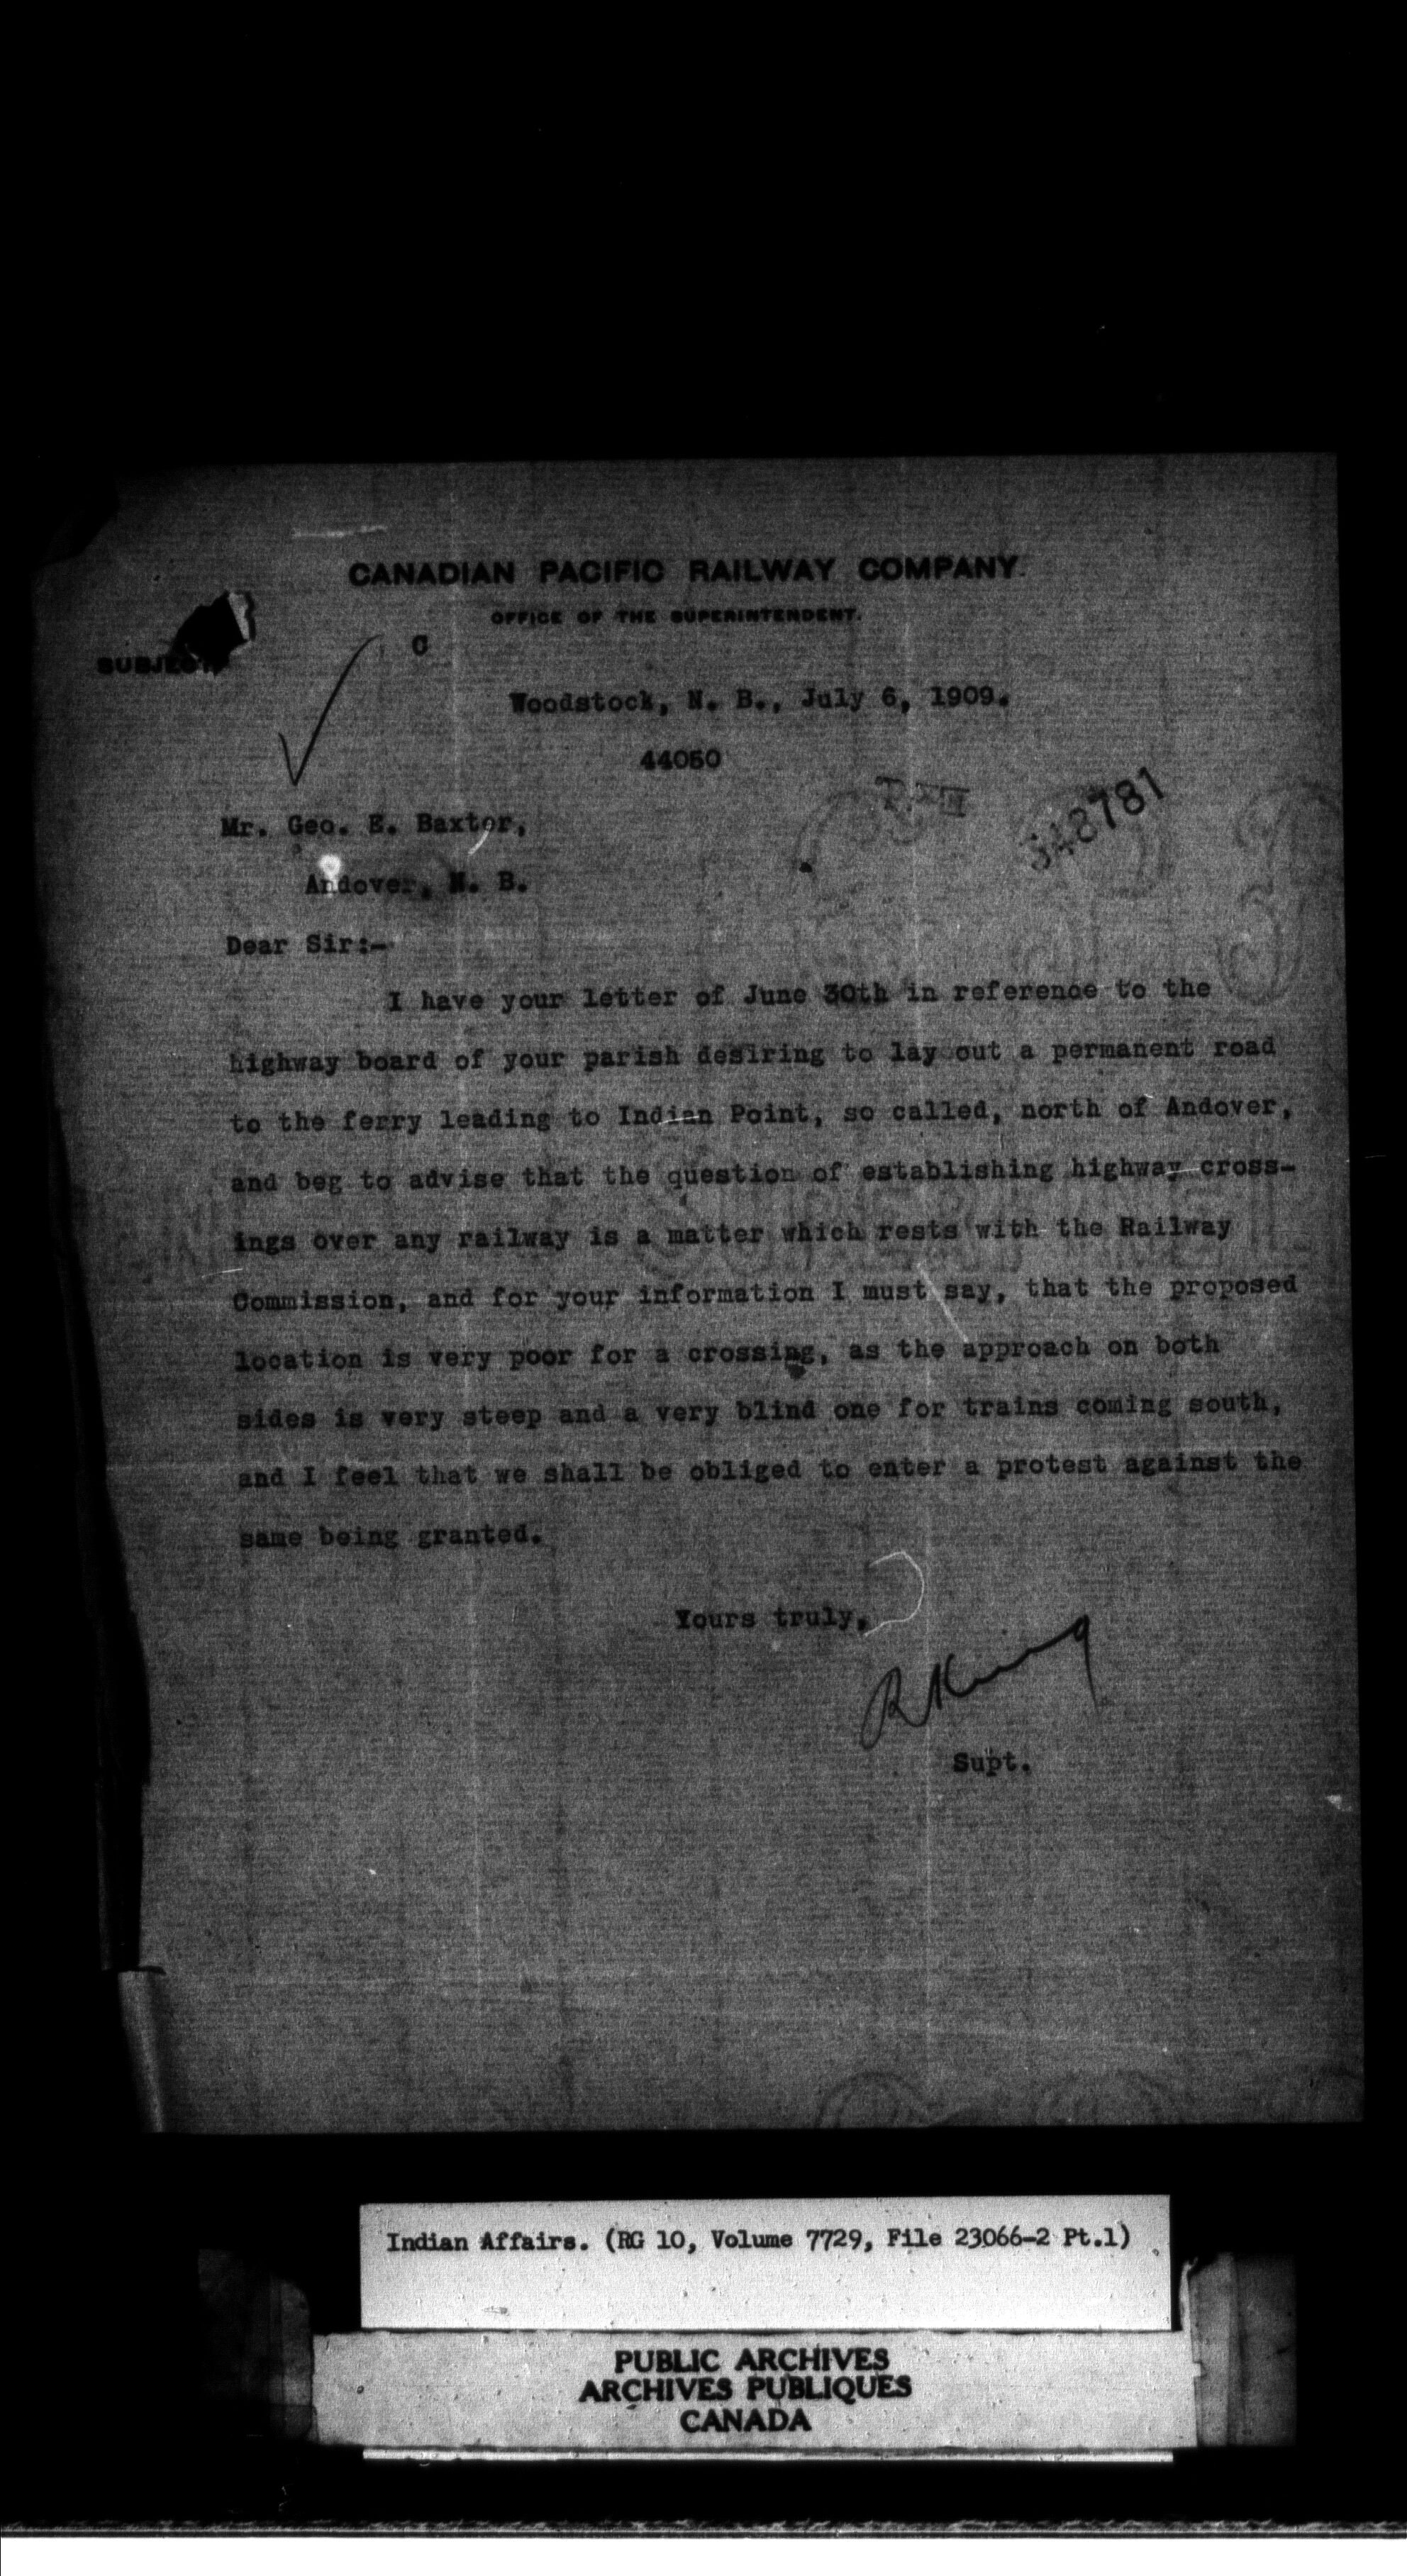 CANADIAN PACIFIC RAILWAY COMPANY.
OFFICE OF THE SUPERINTENDENT.
C
SUBJECT
Woodstock, N. B., July 6, 1909.
44050
348781
Mr. Geo. E. Baxter,
Andover, N. B.
Dear Sir:-
I have your letter of June 30th in reference to the
highway board of your parish desiring to lay out a permanent road
to the ferry leading to Indian Point, so called, north of Andover,
and beg to advise that the question of establishing highway cross-
ings over any railway is a matter which rests with the Railway
Commission, and for your information I must say, that the proposed
location is very poor for a crossing, as the approach on both
sides is very steep and a very blind one for trains coming south,
and I feel that we shall be obliged to enter a protest against the
same being granted.
Yours truly,
Supt.
Indian Affairs. (RG 10, Volume 7729, File 23066-2 Pt.1)
PUBLIC ARCHIVES
ARCHIVES PUBLIQUES
CANADA